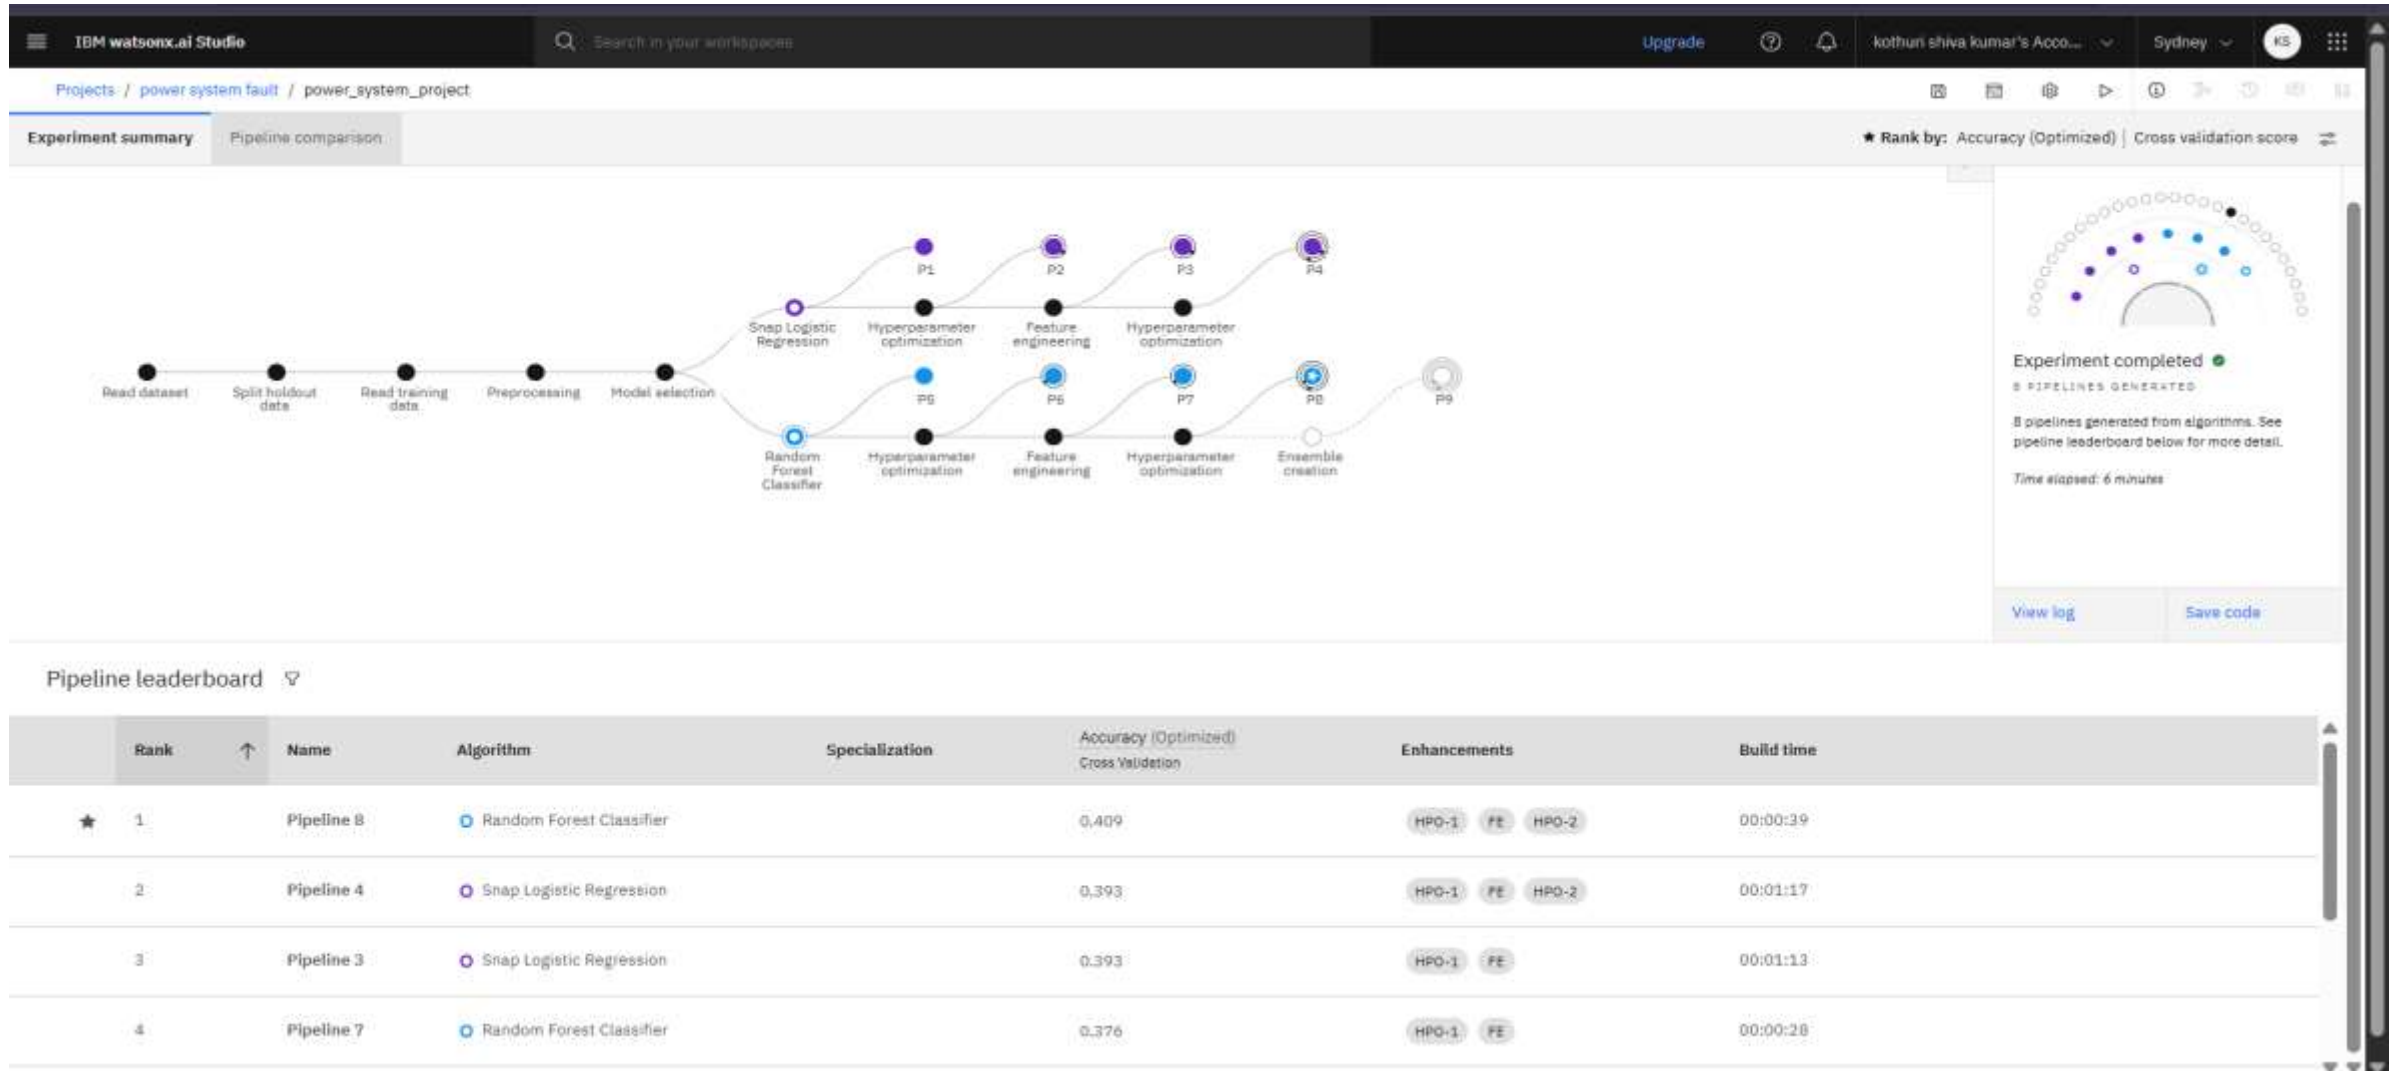 IBM watsonx.ai Studio
Search in your workspaces
Upgrade
kothuri shiva kumar's Acco...
Sydney
KS
Projects / power system fault / power_system_project
Experiment summary
Pipeline comparison
Rank by: Accuracy (Optimized) | Cross validation score
P1
P2
P3
P4
Snap Logistic
Regression
Hyperparameter
optimization
Feature
engineering
Hyperparameter
optimization
Read dataset
Split holdout
data
Read training
data
Preprocessing
Model selection
P5
P6
P7
P8
P9
Random
Forest
Classifier
Hyperparameter
optimization
Feature
engineering
Hyperparameter
optimization
Ensemble
creation
Experiment completed
8 PIPELINES GENERATED
8 pipelines generated from algorithms. See
pipeline leaderboard below for more detail.
Time elapsed: 6 minutes
View log
Save code
Pipeline leaderboard
Rank Name Algorithm Specialization Accuracy (Optimized) Enhancements Build time
Cross Validation
1 Pipeline 8 Random Forest Classifier 0.409 HPO-1 FE HPO-2 00:00:39
2 Pipeline 4 Snap Logistic Regression 0.393 HPO-1 FE HPO-2 00:01:17
3 Pipeline 3 Snap Logistic Regression 0.393 HPO-1 FE 00:01:13
4 Pipeline 7 Random Forest Classifier 0.376 HPO-1 FE 00:00:28